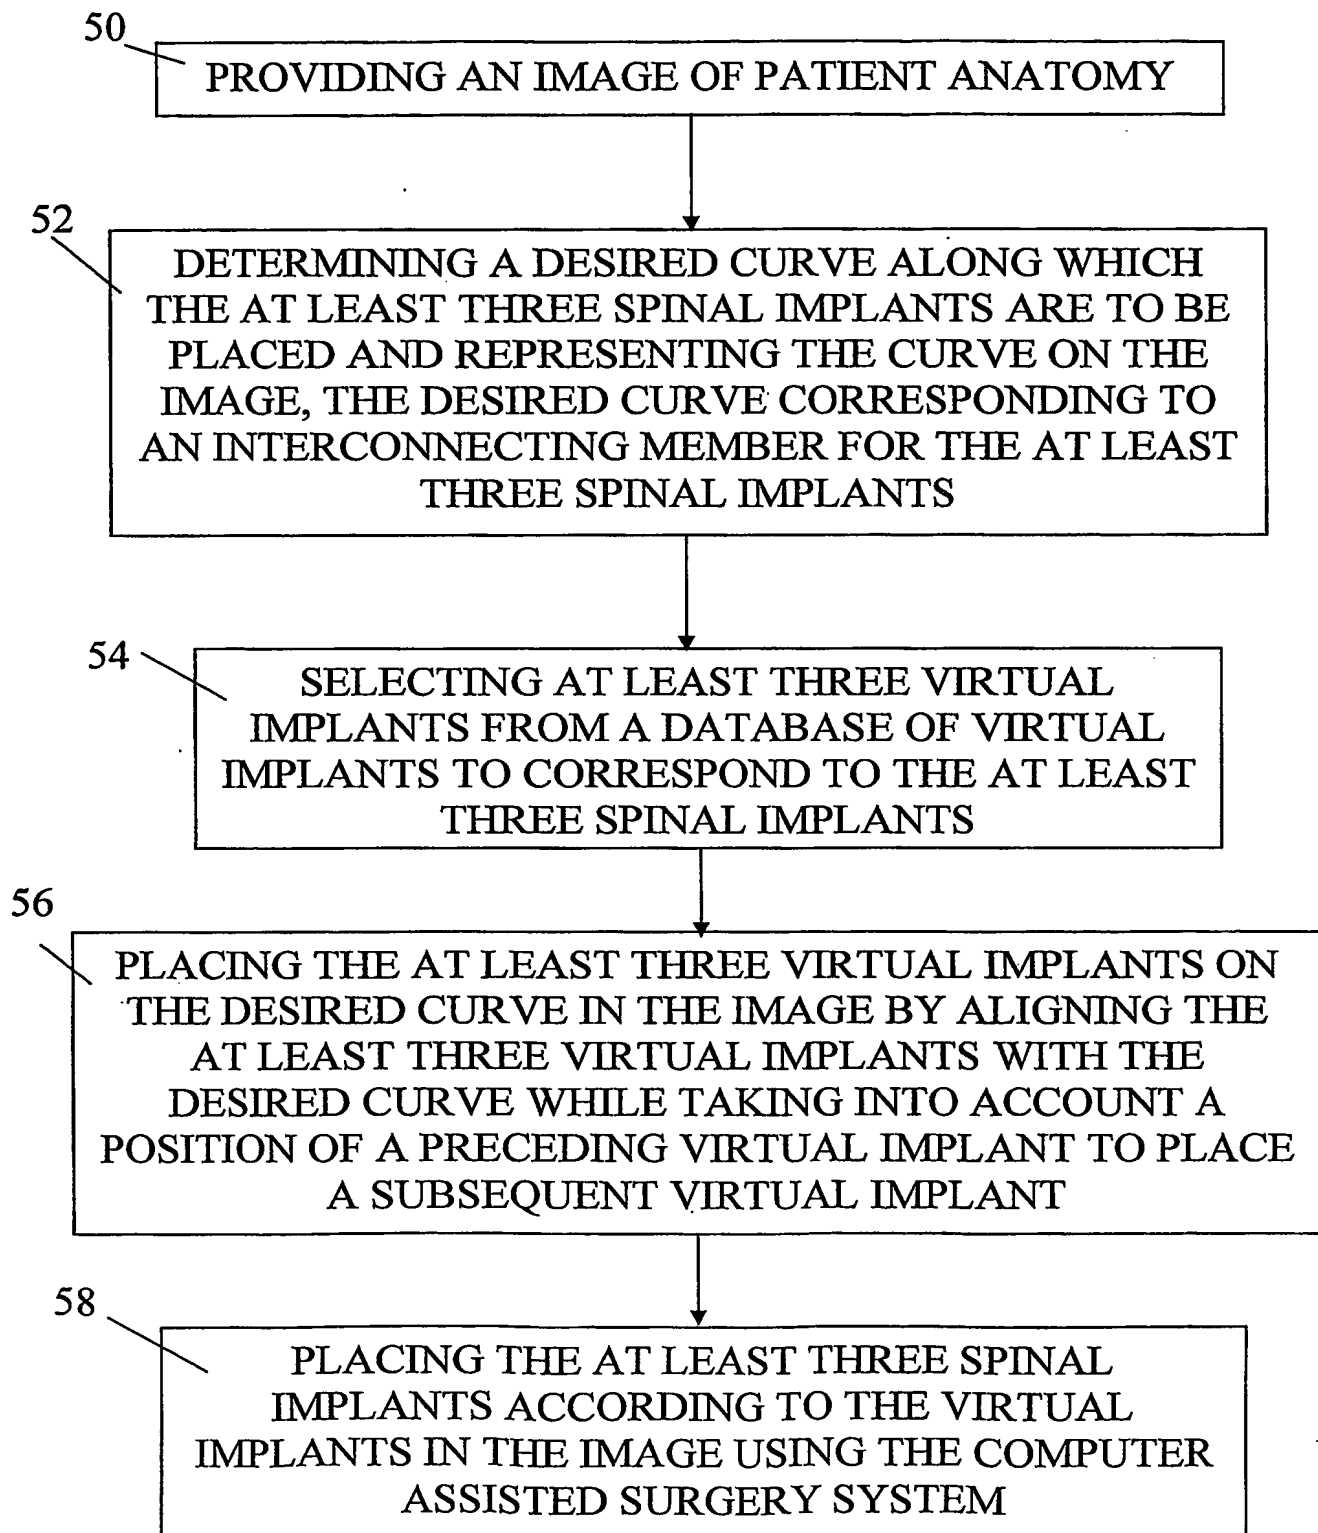 50
PROVIDING AN IMAGE OF PATIENT ANATOMY
52
DETERMINING A DESIRED CURVE ALONG WHICH
THE AT LEAST THREE SPINAL IMPLANTS ARE TO BE
PLACED AND REPRESENTING THE CURVE ON THE
IMAGE, THE DESIRED CURVE CORRESPONDING TO
AN INTERCONNECTING MEMBER FOR THE AT LEAST
THREE SPINAL IMPLANTS
54
SELECTING AT LEAST THREE VIRTUAL
IMPLANTS FROM A DATABASE OF VIRTUAL
IMPLANTS TO CORRESPOND TO THE AT LEAST
THREE SPINAL IMPLANTS
56
PLACING THE AT LEAST THREE VIRTUAL IMPLANTS ON
THE DESIRED CURVE IN THE IMAGE BY ALIGNING THE
AT LEAST THREE VIRTUAL IMPLANTS WITH THE
DESIRED CURVE WHILE TAKING INTO ACCOUNT A
POSITION OF A PRECEDING VIRTUAL IMPLANT TO PLACE
A SUBSEQUENT VIRTUAL IMPLANT
58
PLACING THE AT LEAST THREE SPINAL
IMPLANTS ACCORDING TO THE VIRTUAL
IMPLANTS IN THE IMAGE USING THE COMPUTER
ASSISTED SURGERY SYSTEM